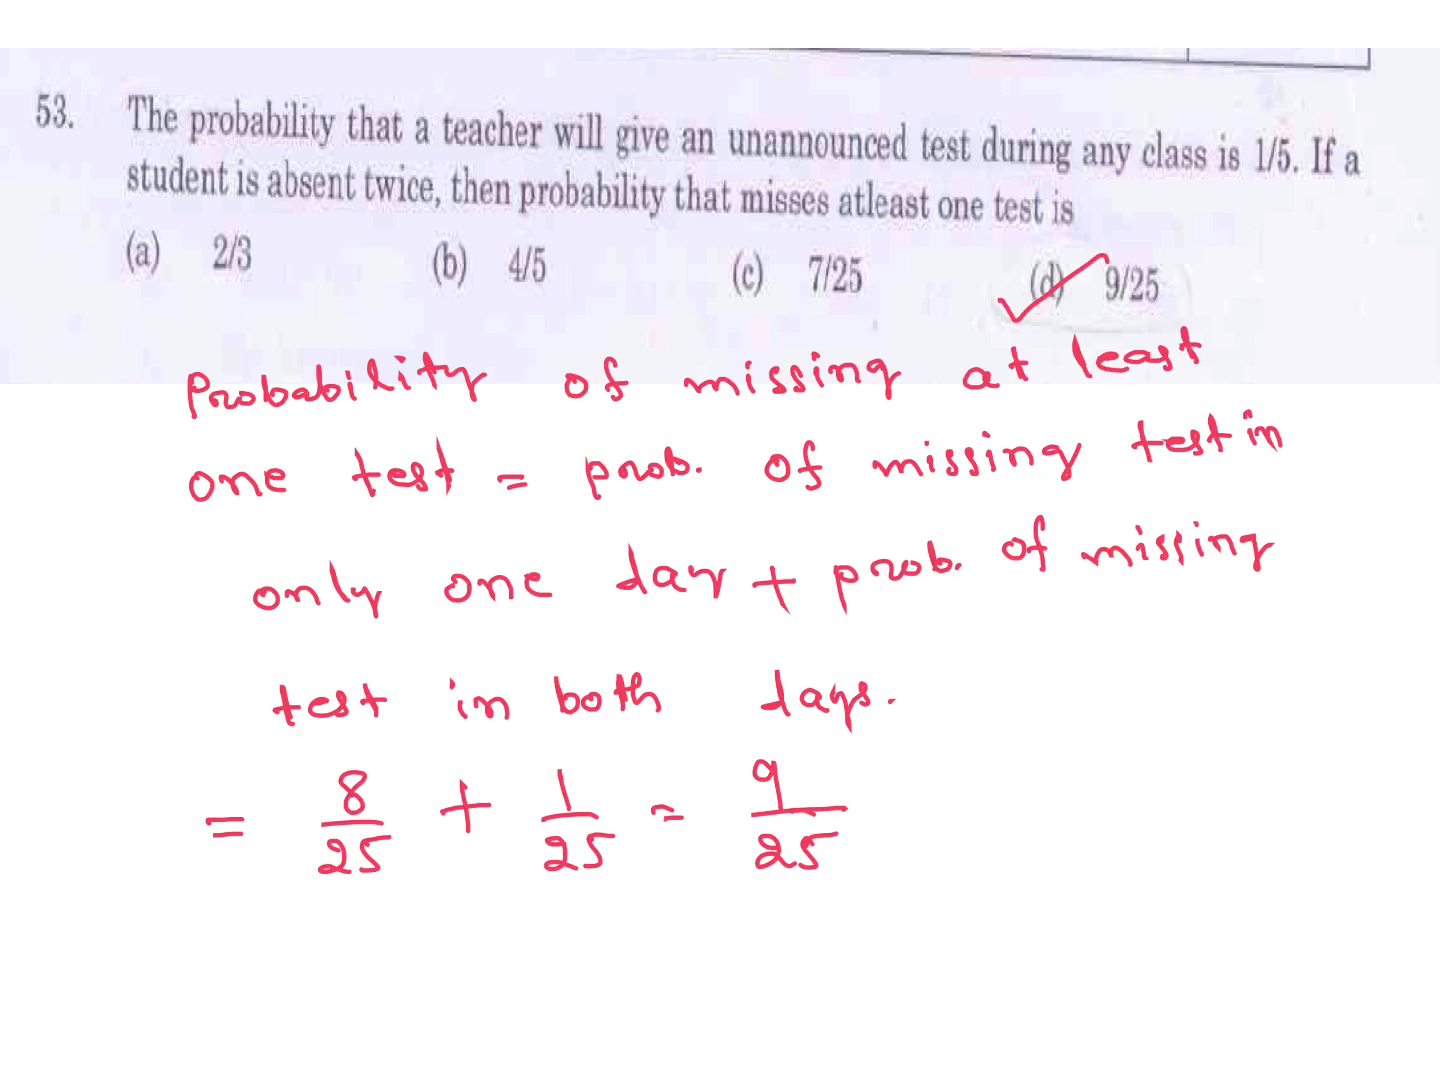 53. The probability that a teacher will give an unannounced test during any class is 1/5. If a
student is absent twice, then probability that misses atleast one test is
(a) 2/3 (b) 4/5 (c) 7/25 (d) 9/25
Probability of missing at least
one test = prob. of missing test in
only one day + prob. of missing
test in both days.
= 8/25 + 1/25 = 9/25